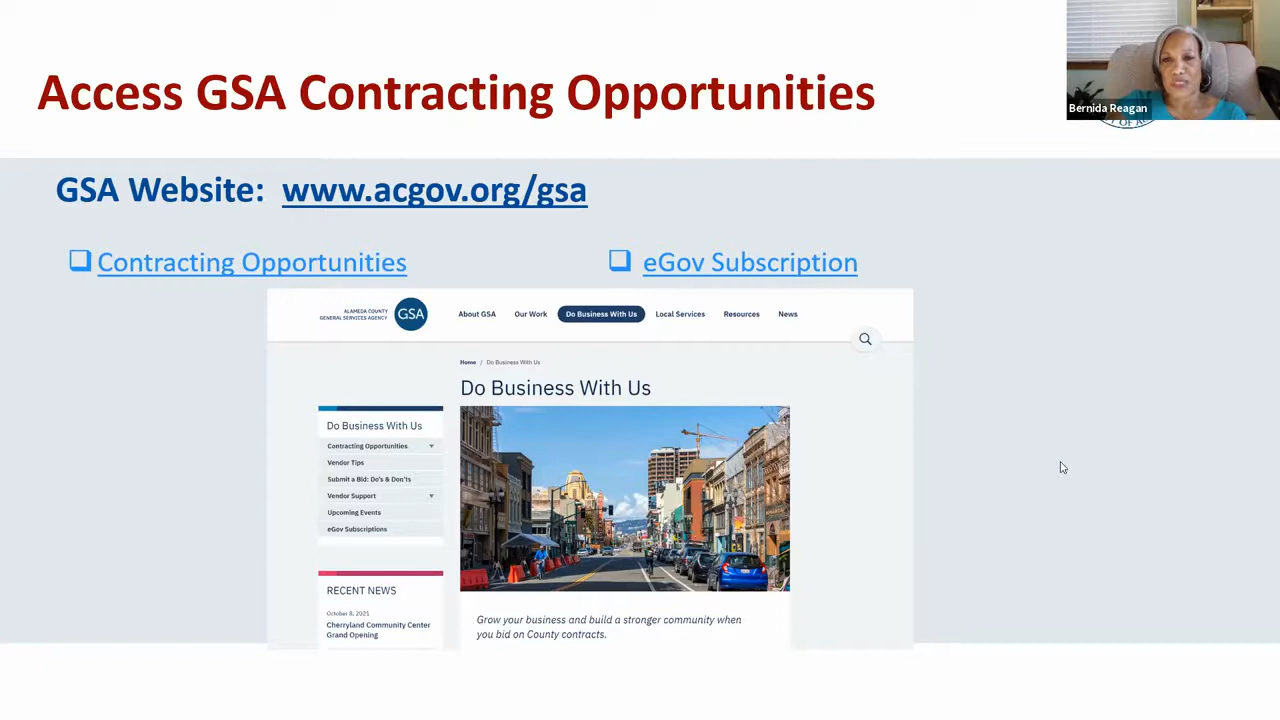 Access GSA Contracting Opportunities
Bernida Reagan
GSA Website: www.acgov.org/gsa
Contracting Opportunities
eGov Subscription
ALAMEDA COUNTY
GENERAL SERVICES AGENCY
GSA
About GSA
Our Work
Do Business With Us
Local Services
Resources
News
Home / Do Business With Us
Do Business With Us
Do Business With Us
Contracting Opportunities
Vendor Tips
Submit a Bid: Do's & Don'ts
Vendor Support
Upcoming Events
eGov Subscriptions
RECENT NEWS
October 8, 2021
Cherryland Community Center
Grand Opening
Grow your business and build a stronger community when
you bid on County contracts.